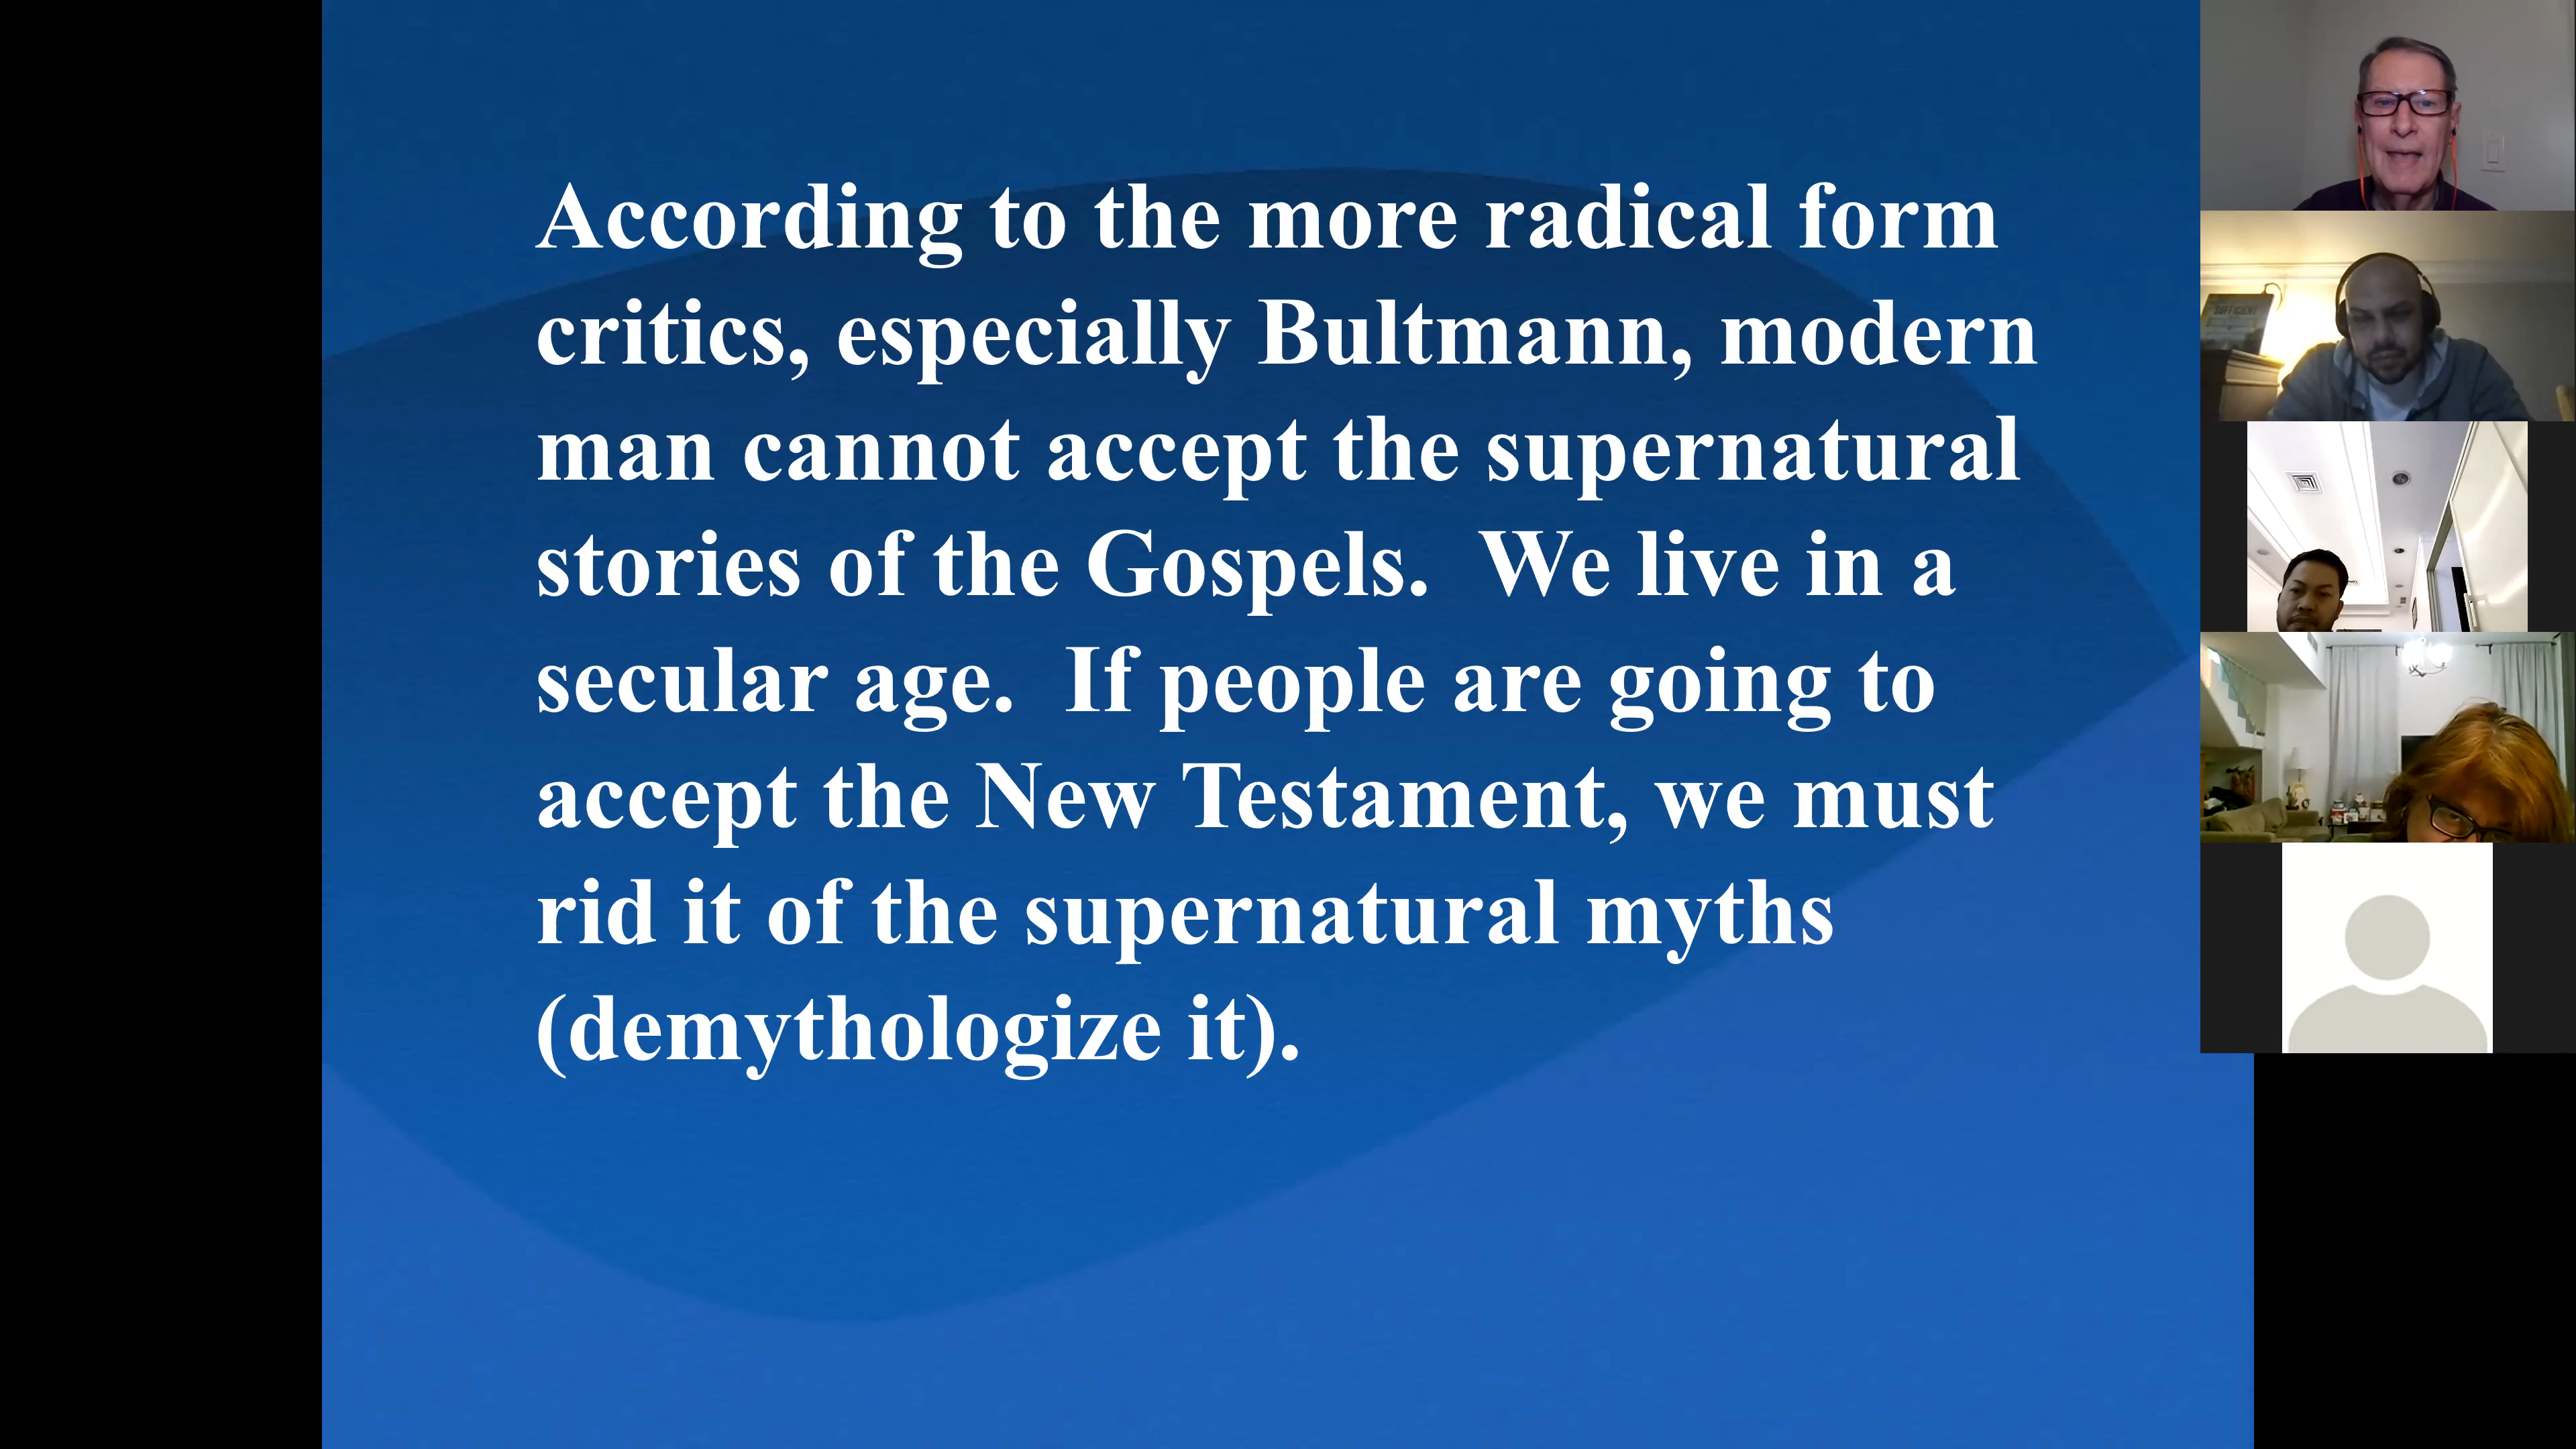 According to the more radical form
critics, especially Bultmann, modern
man cannot accept the supernatural
stories of the Gospels.  We live in a
secular age.  If people are going to
accept the New Testament, we must
rid it of the supernatural myths
(demythologize it).
SUFFICIENT